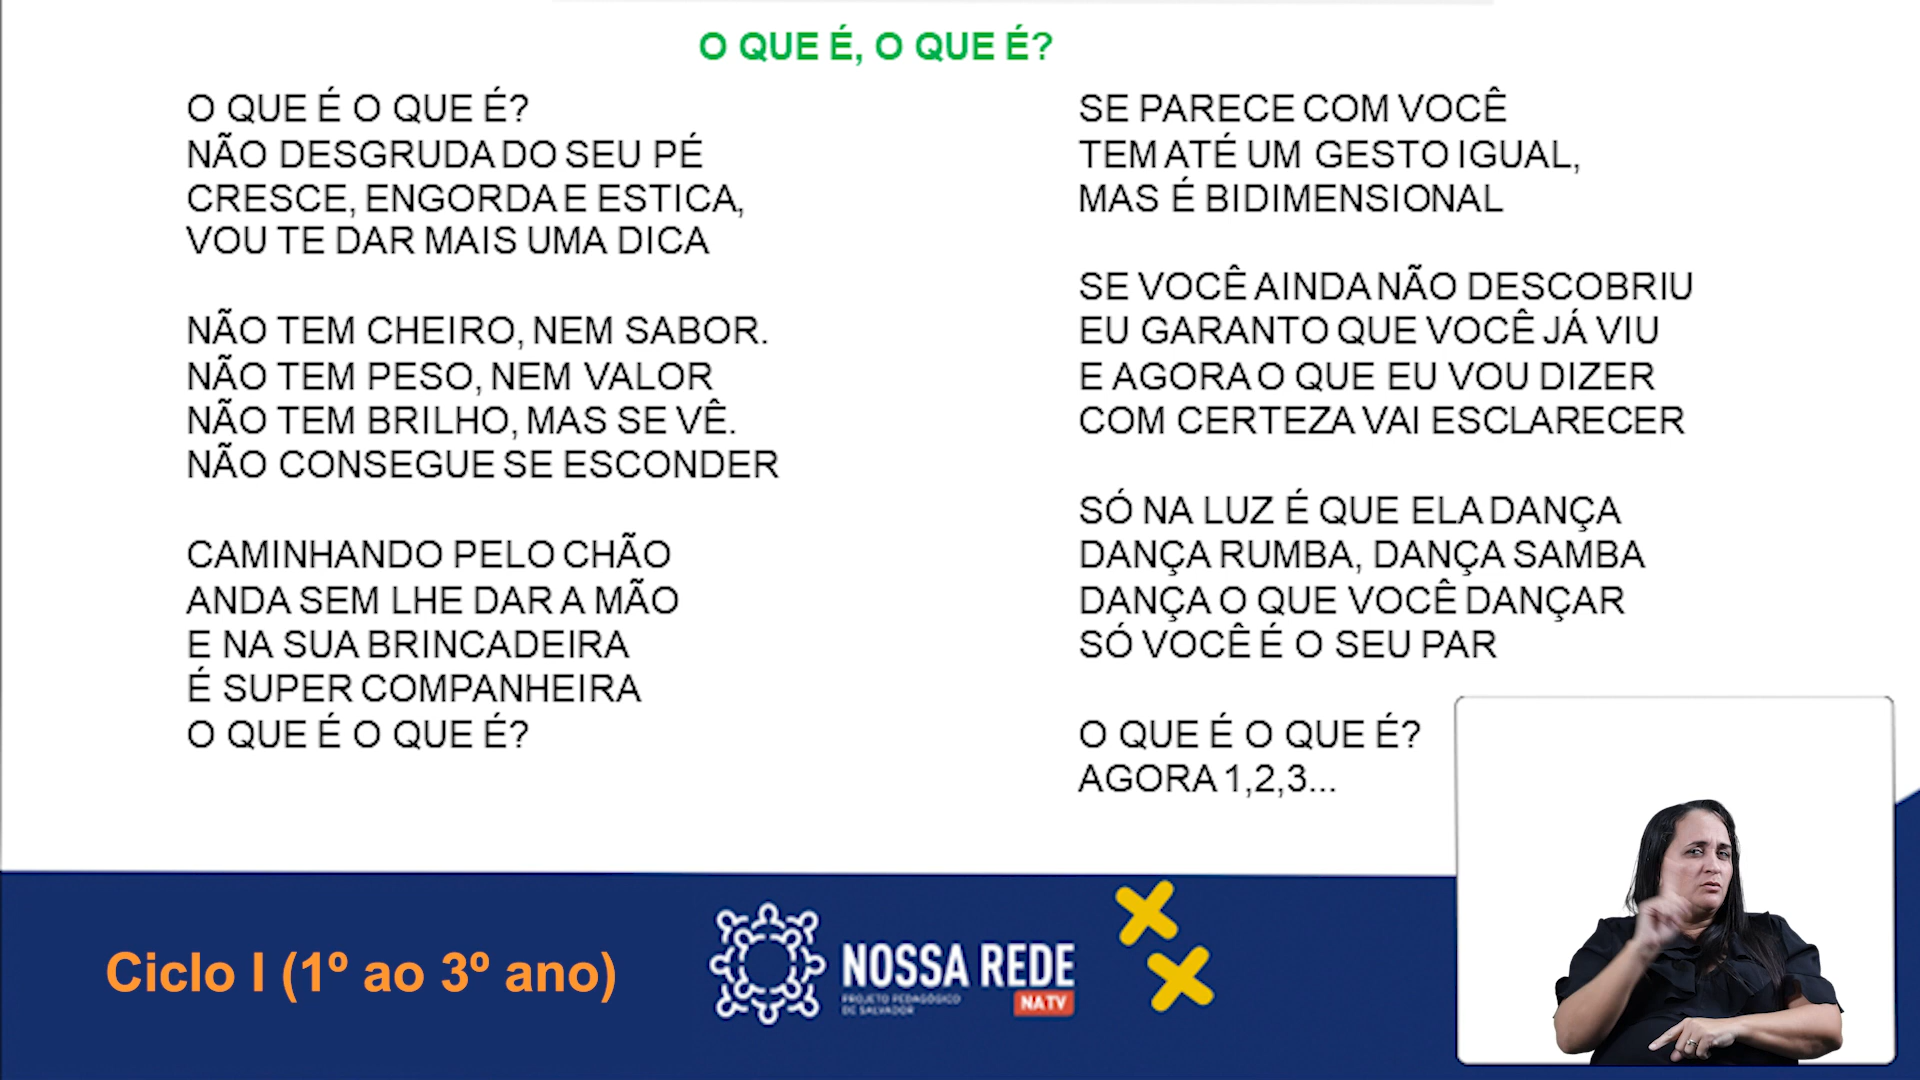 O QUE É, O QUE É?
O QUE É O QUE É?
NÃO DESGRUDA DO SEU PÉ
CRESCE, ENGORDA E ESTICA,
VOU TE DAR MAIS UMA DICA
NÃO TEM CHEIRO, NEM SABOR.
NÃO TEM PESO, NEM VALOR
NÃO TEM BRILHO, MAS SE VÊ.
NÃO CONSEGUE SE ESCONDER
CAMINHANDO PELO CHÃO
ANDA SEM LHE DAR A MÃO
E NA SUA BRINCADEIRA
É SUPER COMPANHEIRA
O QUE É O QUE É?
SE PARECE COM VOCÊ
TEM ATÉ UM GESTO IGUAL,
MAS É BIDIMENSIONAL
SE VOCÊ AINDA NÃO DESCOBRIU
EU GARANTO QUE VOCÊ JÁ VIU
E AGORA O QUE EU VOU DIZER
COM CERTEZA VAI ESCLARECER
SÓ NA LUZ É QUE ELA DANÇA
DANÇA RUMBA, DANÇA SAMBA
DANÇA O QUE VOCÊ DANÇAR
SÓ VOCÊ É O SEU PAR
O QUE É O QUE É?
AGORA 1,2,3...
Ciclo I (1º ao 3º ano)
NOSSA REDE
PROJETO PEDAGÓGICO
DE SALVADOR
NA TV